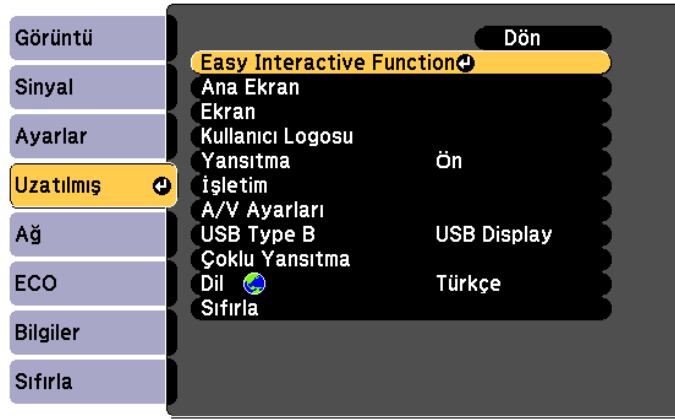 Görüntü
Sinyal
Ayarlar
Uzatılmış
Ağ
ECO
Bilgiler
Sıfırla
Dön
Easy Interactive Function
Ana Ekran
Ekran
Kullanıcı Logosu
Yansıtma Ön
İşletim
A/V Ayarları
USB Type B USB Display
Çoklu Yansıtma
Dil Türkçe
Sıfırla